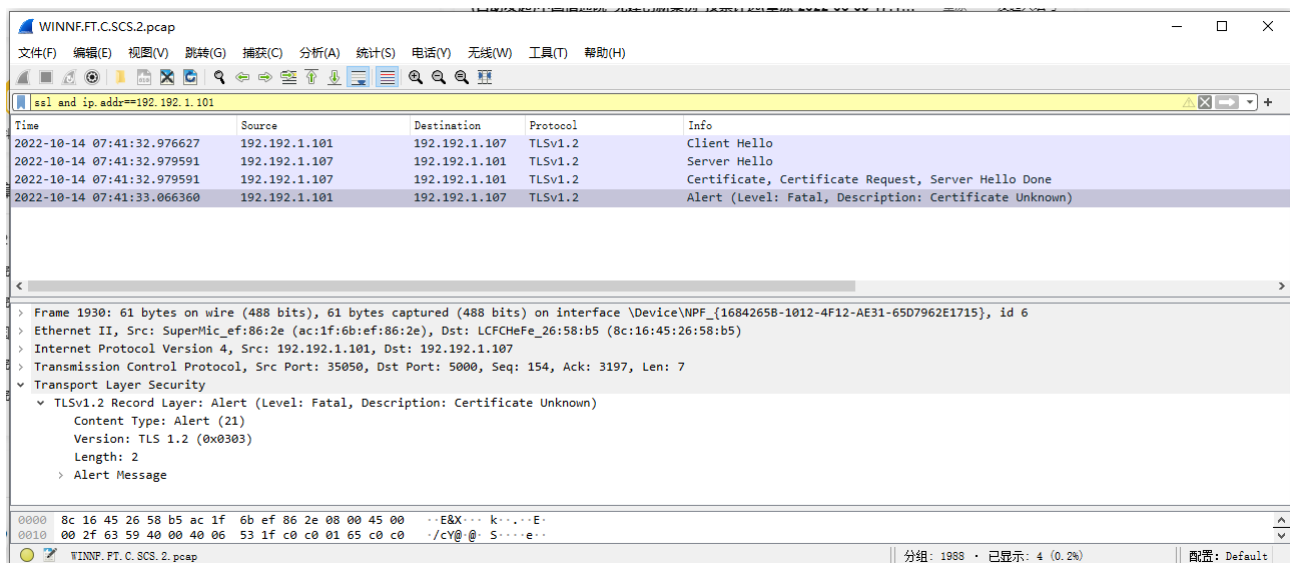 WINNF.FT.C.SCS.2.pcap
文件(F) 编辑(E) 视图(V) 跳转(G) 捕获(C) 分析(A) 统计(S) 电话(Y) 无线(W) 工具(T) 帮助(H)
ssl and ip.addr==192.192.1.101
Time Source Destination Protocol Info
2022-10-14 07:41:32.976627 192.192.1.101 192.192.1.107 TLSv1.2 Client Hello
2022-10-14 07:41:32.979591 192.192.1.107 192.192.1.101 TLSv1.2 Server Hello
2022-10-14 07:41:32.979591 192.192.1.107 192.192.1.101 TLSv1.2 Certificate, Certificate Request, Server Hello Done
2022-10-14 07:41:33.066360 192.192.1.101 192.192.1.107 TLSv1.2 Alert (Level: Fatal, Description: Certificate Unknown)
Frame 1930: 61 bytes on wire (488 bits), 61 bytes captured (488 bits) on interface \Device\NPF_{1684265B-1012-4F12-AE31-65D7962E1715}, id 6
Ethernet II, Src: SuperMic_ef:86:2e (ac:1f:6b:ef:86:2e), Dst: LCFCHeFe_26:58:b5 (8c:16:45:26:58:b5)
Internet Protocol Version 4, Src: 192.192.1.101, Dst: 192.192.1.107
Transmission Control Protocol, Src Port: 35050, Dst Port: 5000, Seq: 154, Ack: 3197, Len: 7
Transport Layer Security
TLSv1.2 Record Layer: Alert (Level: Fatal, Description: Certificate Unknown)
Content Type: Alert (21)
Version: TLS 1.2 (0x0303)
Length: 2
Alert Message
0000 8c 16 45 26 58 b5 ac 1f 6b ef 86 2e 08 00 45 00 ··E&X··· k··.··E·
0010 00 2f 63 59 40 00 40 06 53 1f c0 c0 01 65 c0 c0 ·/cY@·@· S····e··
WINNF.FT.C.SCS.2.pcap 分组: 1988 · 已显示: 4 (0.2%) 配置: Default